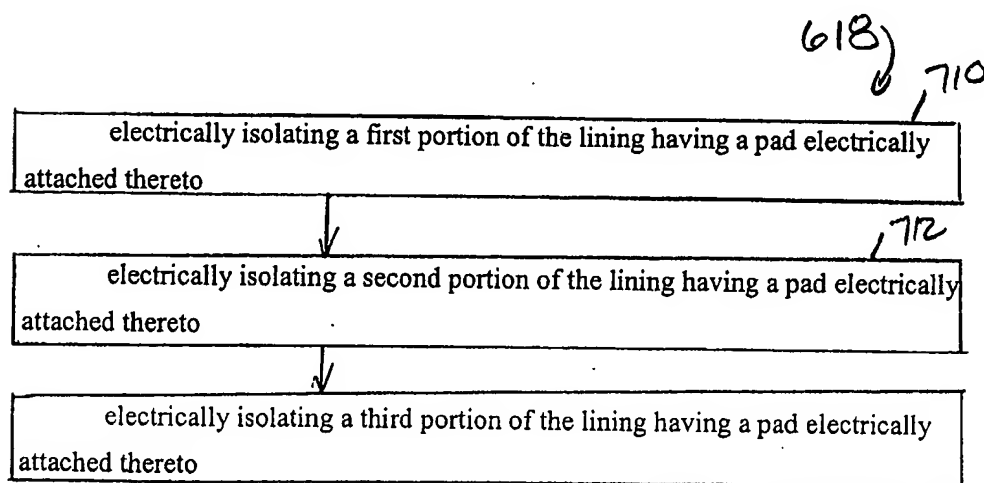 618
710
electrically isolating a first portion of the lining having a pad electrically
attached thereto
712
electrically isolating a second portion of the lining having a pad electrically
attached thereto
electrically isolating a third portion of the lining having a pad electrically
attached thereto